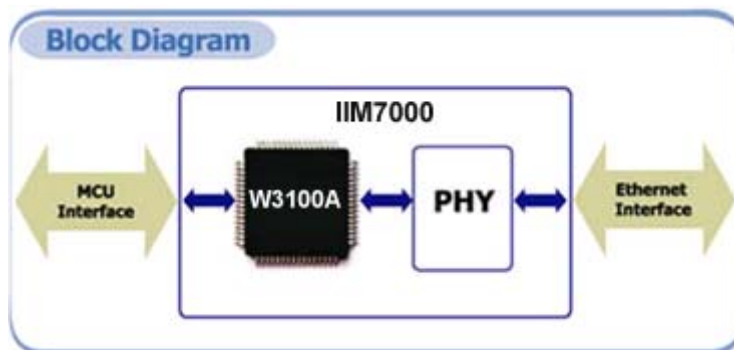 Block Diagram
IIM7000
MCU
Interface
W3100A
PHY
Ethernet
Interface